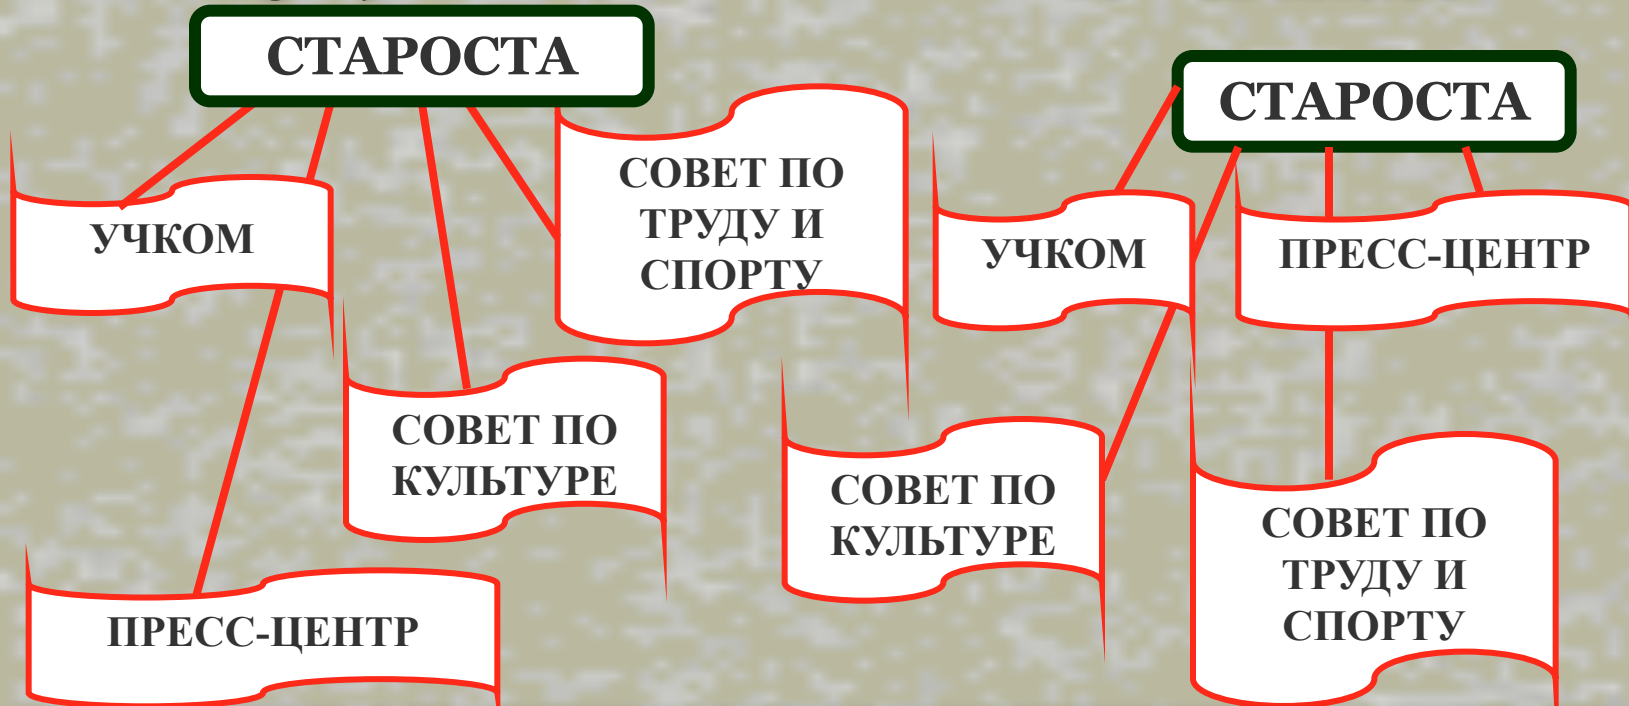 СТАРОСТА
УЧКОМ
СОВЕТ ПО
ТРУДУ И
СПОРТУ
СОВЕТ ПО
КУЛЬТУРЕ
ПРЕСС-ЦЕНТР
СТАРОСТА
УЧКОМ
ПРЕСС-ЦЕНТР
СОВЕТ ПО
КУЛЬТУРЕ
СОВЕТ ПО
ТРУДУ И
СПОРТУ